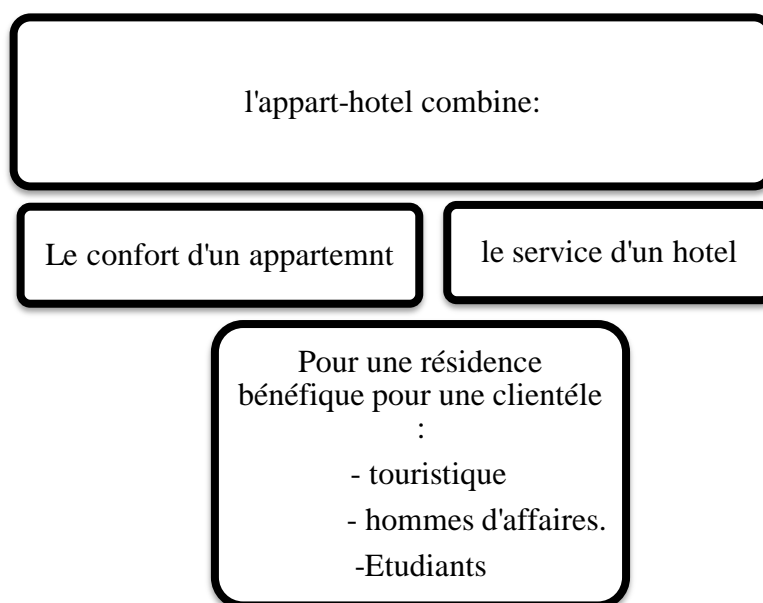 l'appart-hotel combine:
Le confort d'un appartemnt
le service d'un hotel
Pour une résidence
bénéfique pour une clientéle
:
- touristique
- hommes d'affaires.
-Etudiants